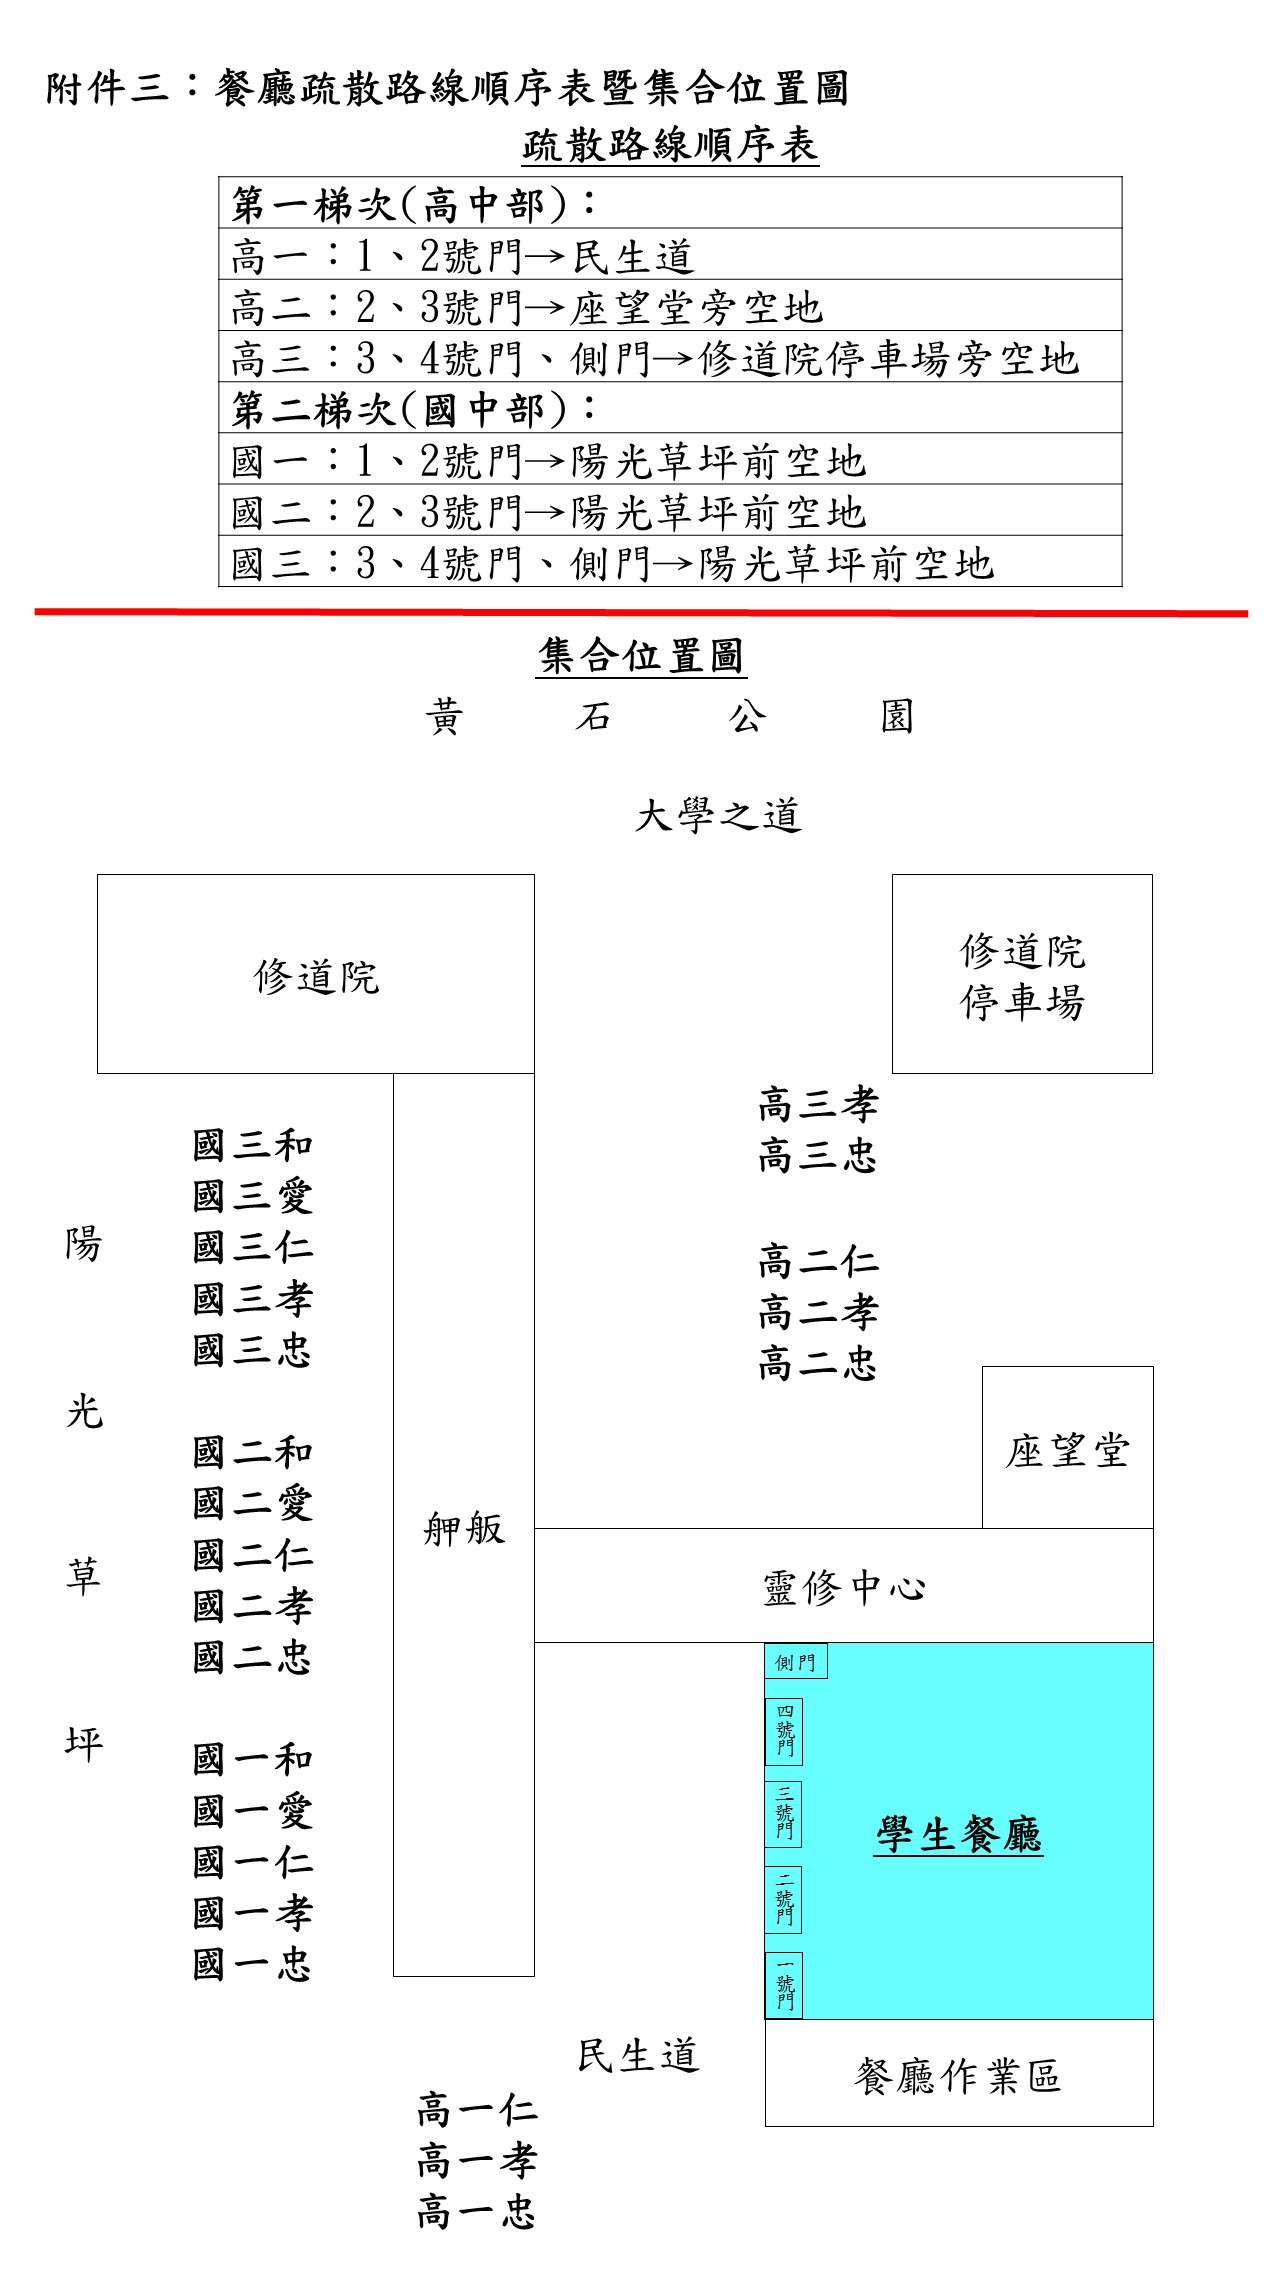 附件三：餐廳疏散路線順序表暨集合位置圖
疏散路線順序表
第一梯次(高中部)：
高一：1、2號門→民生道
高二：2、3號門→座望堂旁空地
高三：3、4號門、側門→修道院停車場旁空地
第二梯次(國中部)：
國一：1、2號門→陽光草坪前空地
國二：2、3號門→陽光草坪前空地
國三：3、4號門、側門→陽光草坪前空地
集合位置圖
黃石公園
大學之道
修道院
修道院
停車場
陽光草坪
國三和
國三愛
國三仁
國三孝
國三忠
國二和
國二愛
國二仁
國二孝
國二忠
國一和
國一愛
國一仁
國一孝
國一忠
舺舨
高三孝
高三忠
高二仁
高二孝
高二忠
座望堂
靈修中心
側門
四號門
三號門
二號門
一號門
學生餐廳
餐廳作業區
民生道
高一仁
高一孝
高一忠